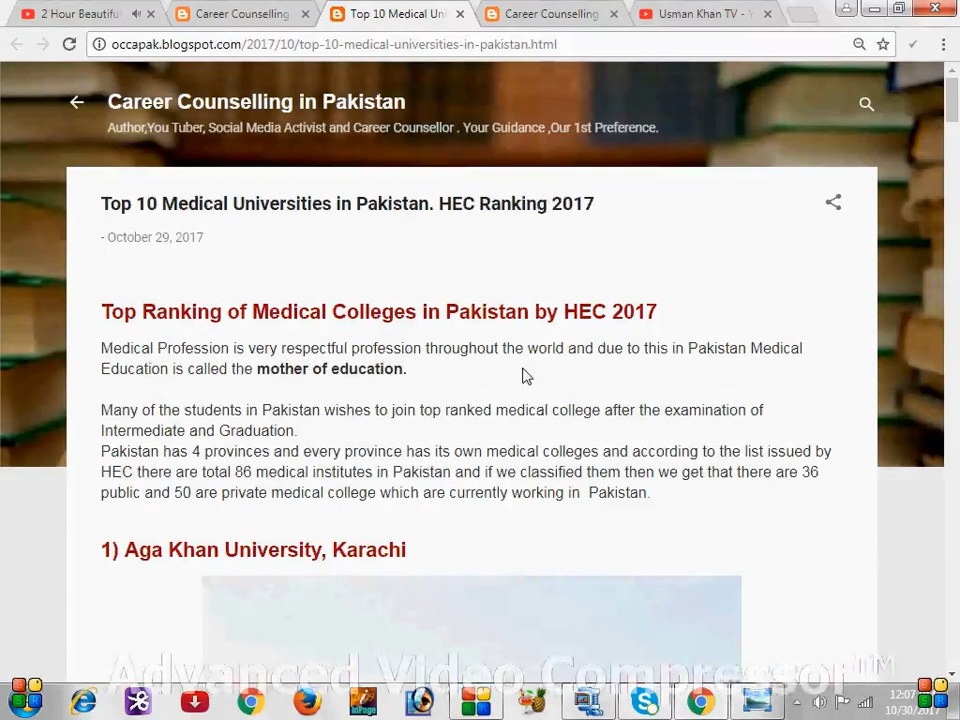 2 Hour Beautifu
Career Counselling
Top 10 Medical Uni
Career Counselling
Usman Khan TV - Y
occapak.blogspot.com/2017/10/top-10-medical-universities-in-pakistan.html
Career Counselling in Pakistan
Author,You Tuber, Social Media Activist and Career Counsellor . Your Guidance ,Our 1st Preference.
Top 10 Medical Universities in Pakistan. HEC Ranking 2017
- October 29, 2017
Top Ranking of Medical Colleges in Pakistan by HEC 2017
Medical Profession is very respectful profession throughout the world and due to this in Pakistan Medical
Education is called the mother of education.
Many of the students in Pakistan wishes to join top ranked medical college after the examination of
Intermediate and Graduation.
Pakistan has 4 provinces and every province has its own medical colleges and according to the list issued by
HEC there are total 86 medical institutes in Pakistan and if we classified them then we get that there are 36
public and 50 are private medical college which are currently working in  Pakistan.
1) Aga Khan University, Karachi
Advanced Video Compressor™
InPage
12:07
10/30/2017